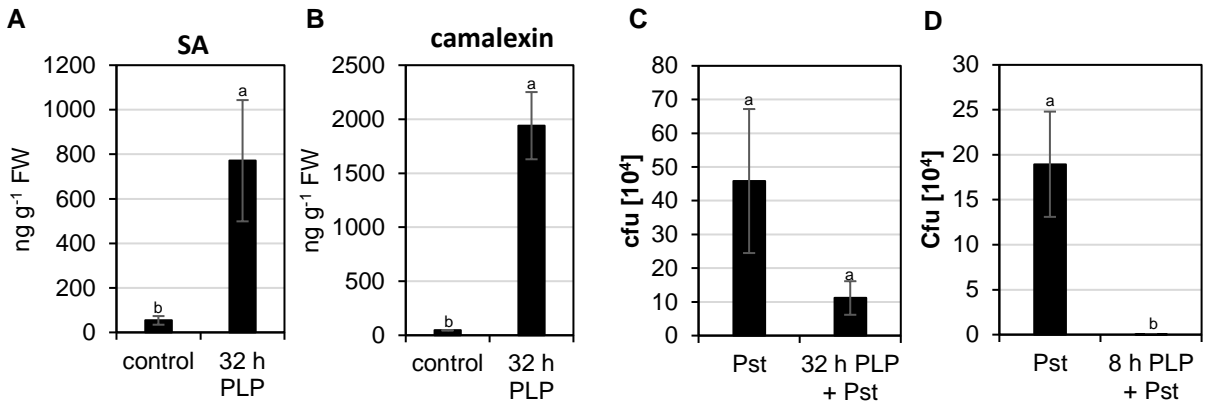 A
SA
ng g⁻¹ FW
1200
1000
800
600
400
200
0
b
a
control
32 h
PLP
B
camalexin
ng g⁻¹ FW
2500
2000
1500
1000
500
0
b
a
control
32 h
PLP
C
cfu [10⁴]
80
70
60
50
40
30
20
10
0
a
a
Pst
32 h PLP
+ Pst
D
Cfu [10⁴]
30
25
20
15
10
5
0
a
b
Pst
8 h PLP
+ Pst